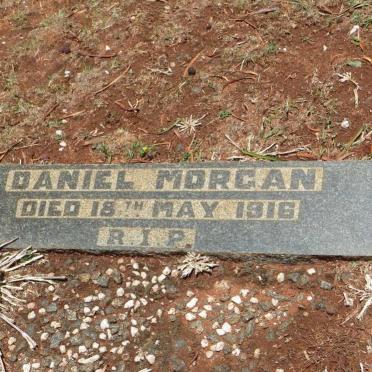 DANIEL MORGAN
DIED 18TH MAY 1916
R.I.P.